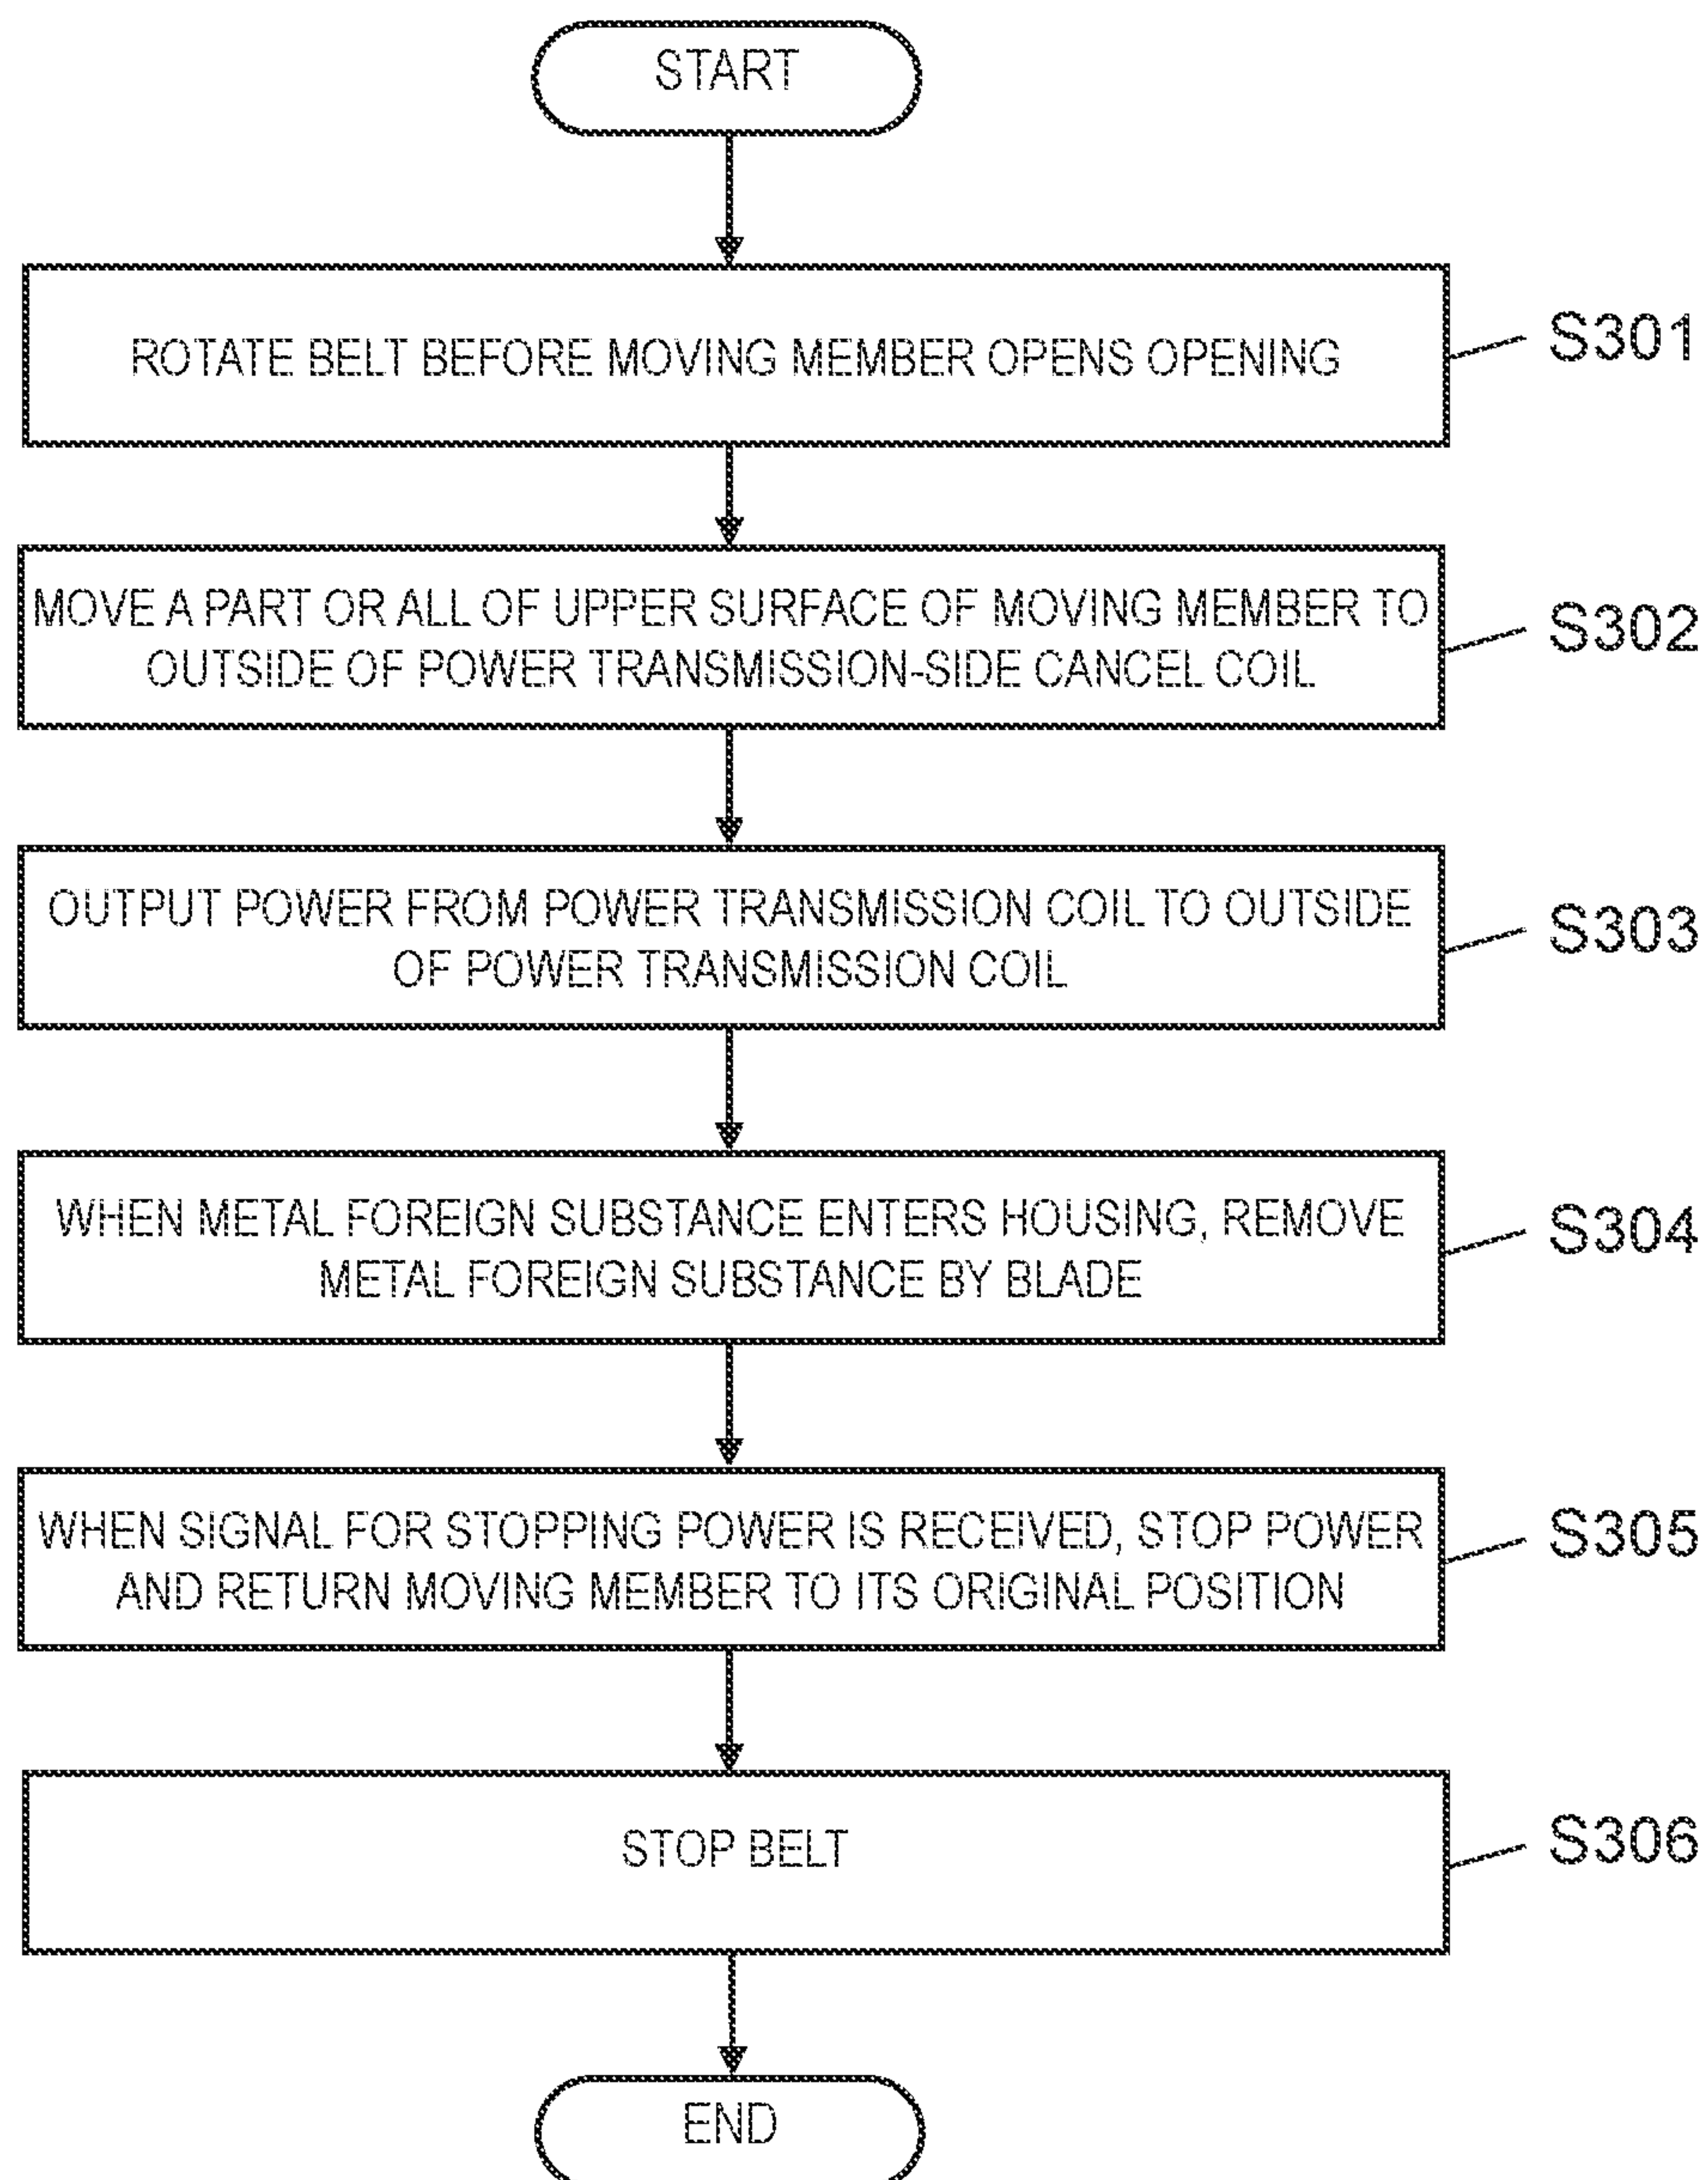 START
ROTATE BELT BEFORE MOVING MEMBER OPENS OPENING
S301
MOVE A PART OR ALL OF UPPER SURFACE OF MOVING MEMBER TO
OUTSIDE OF POWER TRANSMISSION-SIDE CANCEL COIL
S302
OUTPUT POWER FROM POWER TRANSMISSION COIL TO OUTSIDE
OF POWER TRANSMISSION COIL
S303
WHEN METAL FOREIGN SUBSTANCE ENTERS HOUSING, REMOVE
METAL FOREIGN SUBSTANCE BY BLADE
S304
WHEN SIGNAL FOR STOPPING POWER IS RECEIVED, STOP POWER
AND RETURN MOVING MEMBER TO ITS ORIGINAL POSITION
S305
STOP BELT
S306
END